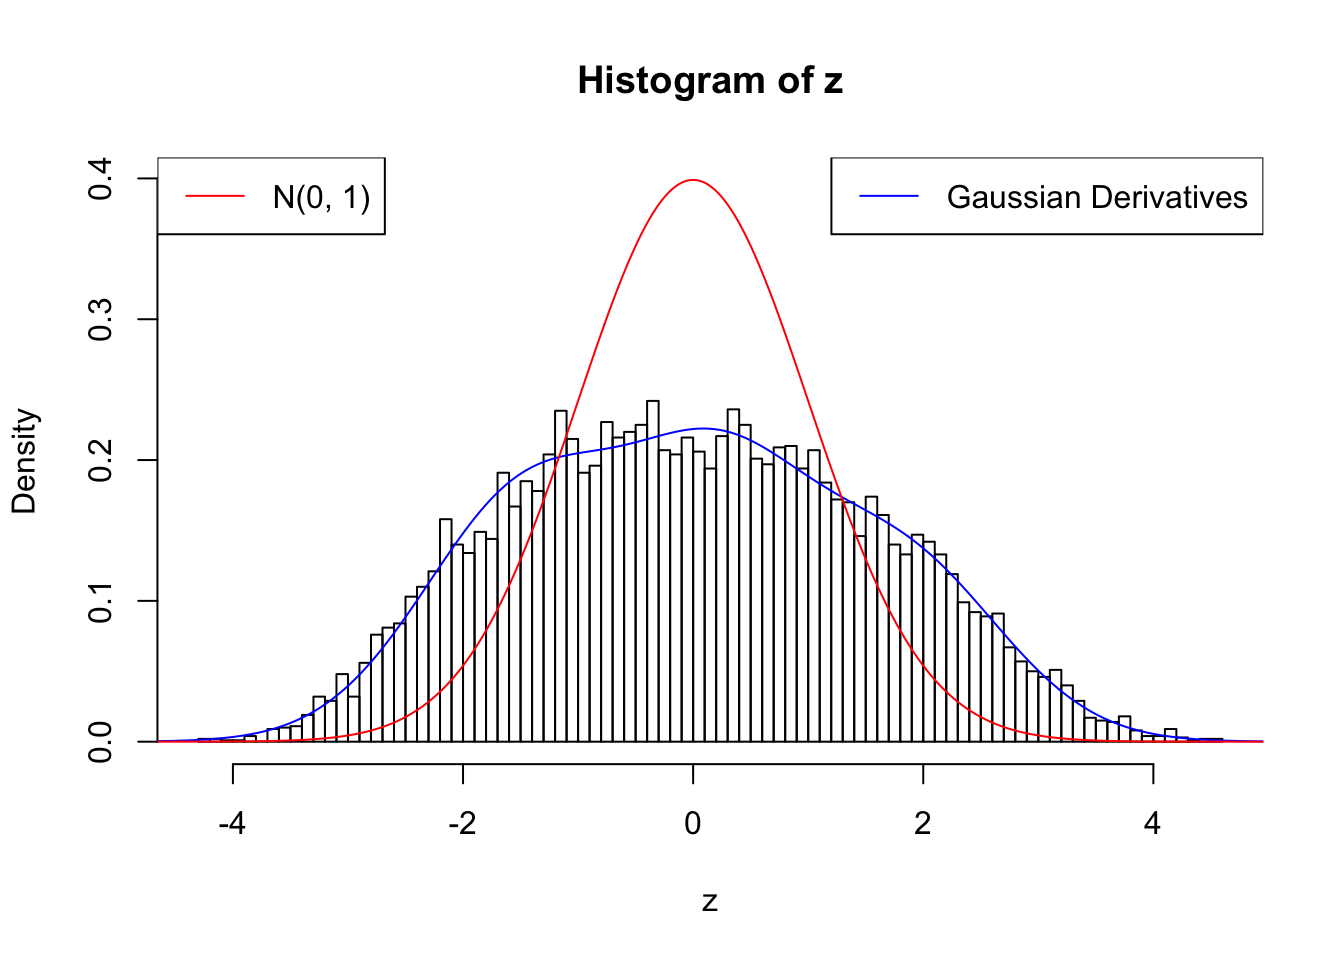 Histogram of z
N(0, 1)
Gaussian Derivatives
Density
0.4
0.3
0.2
0.1
0.0
-4
-2
0
2
4
z